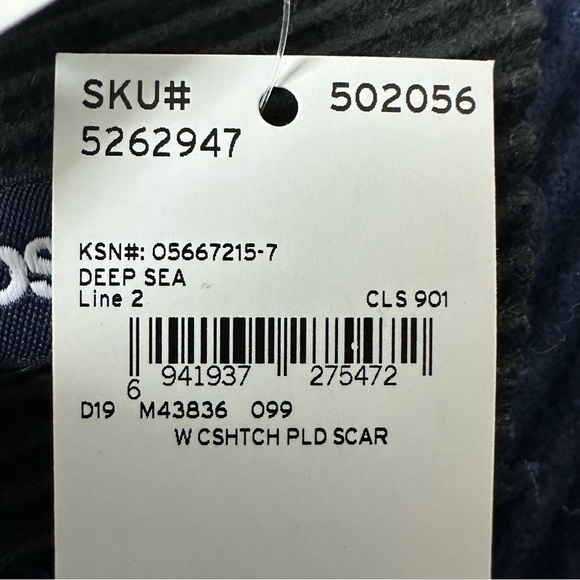 SKU# 502056
5262947
KSN#: 05667215-7
DEEP SEA
Line 2 CLS 901
6 941937 275472
D19 M43836 099
W CSHTCH PLD SCAR